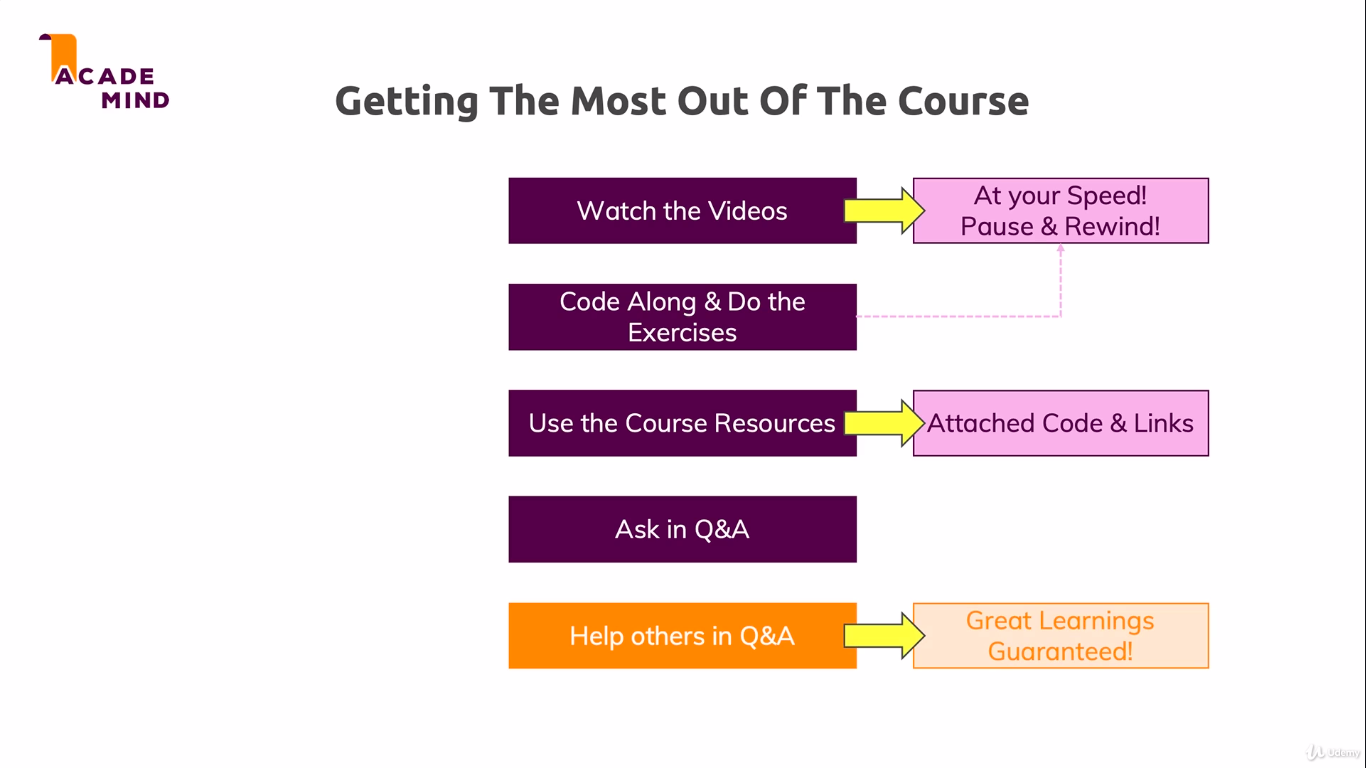 ACADE
MIND
Getting The Most Out Of The Course
Watch the Videos
At your Speed!
Pause & Rewind!
Code Along & Do the
Exercises
Use the Course Resources
Attached Code & Links
Ask in Q&A
Help others in Q&A
Great Learnings
Guaranteed!
Udemy